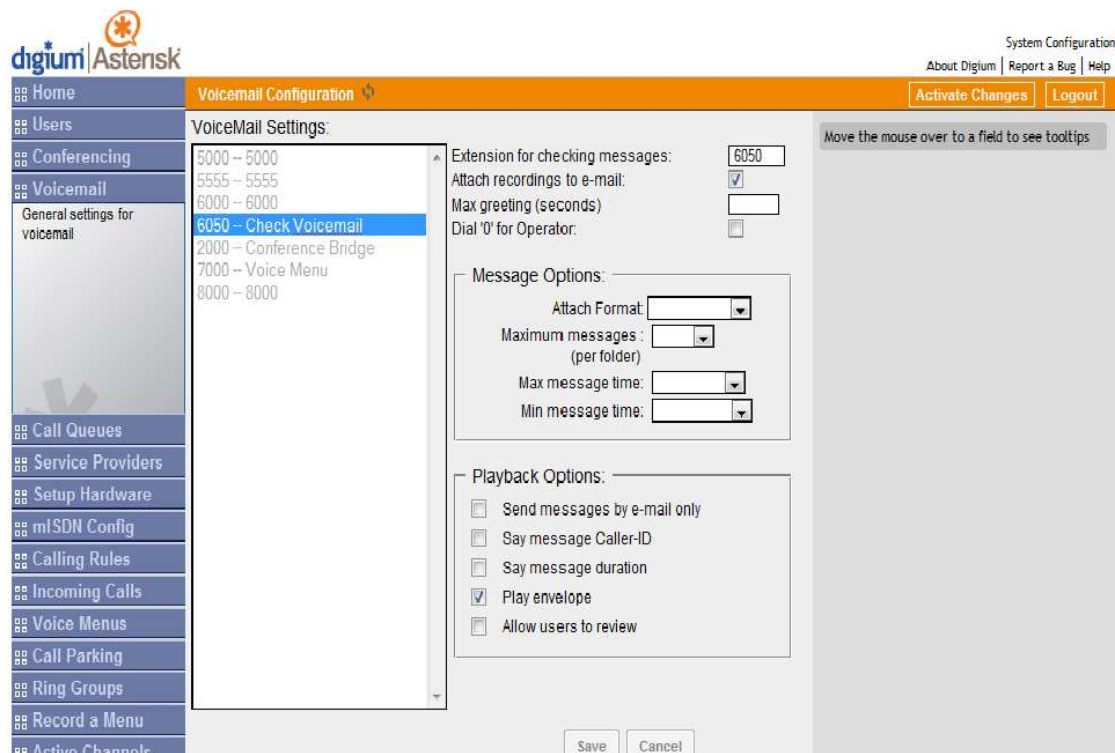 digium Asterisk
System Configuration
About Digium | Report a Bug | Help
Home
Users
Conferencing
Voicemail
General settings for
voicemail
Call Queues
Service Providers
Setup Hardware
mISDN Config
Calling Rules
Incoming Calls
Voice Menus
Call Parking
Ring Groups
Record a Menu
Active Channels
Voicemail Configuration
Activate Changes
Logout
VoiceMail Settings:
5000 -- 5000
5555 -- 5555
6000 -- 6000
6050 -- Check Voicemail
2000 -- Conference Bridge
7000 -- Voice Menu
8000 -- 8000
Extension for checking messages: 6050
Attach recordings to e-mail:
Max greeting (seconds)
Dial '0' for Operator:
Message Options:
Attach Format:
Maximum messages :
(per folder)
Max message time:
Min message time:
Playback Options:
Send messages by e-mail only
Say message Caller-ID
Say message duration
Play envelope
Allow users to review
Save
Cancel
Move the mouse over to a field to see tooltips